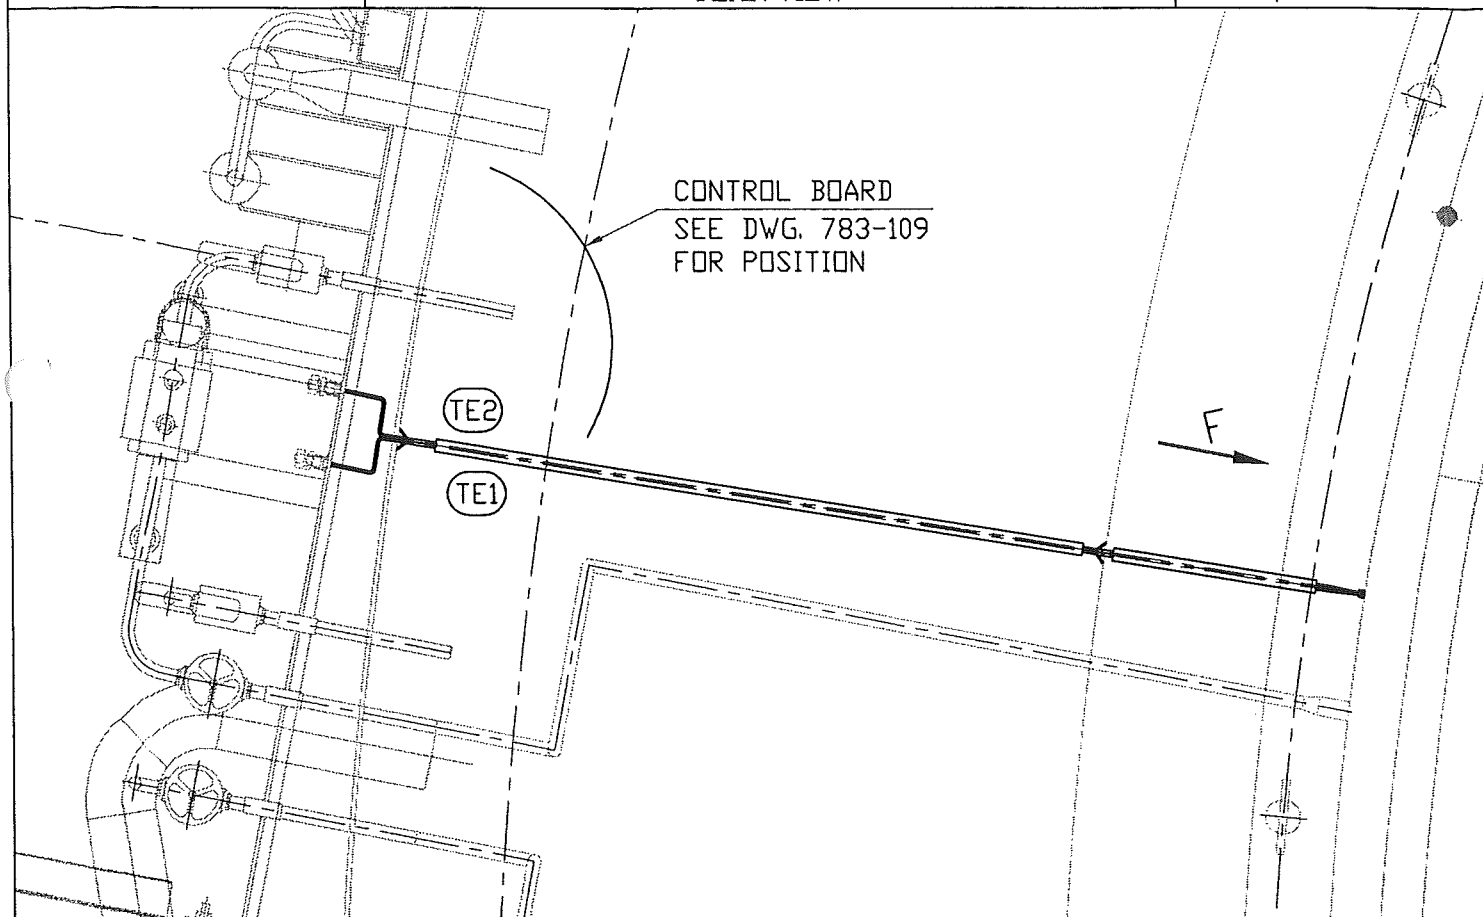 CONTROL BOARD
SEE DWG. 783-109
FOR POSITION
TE2
F
TE1